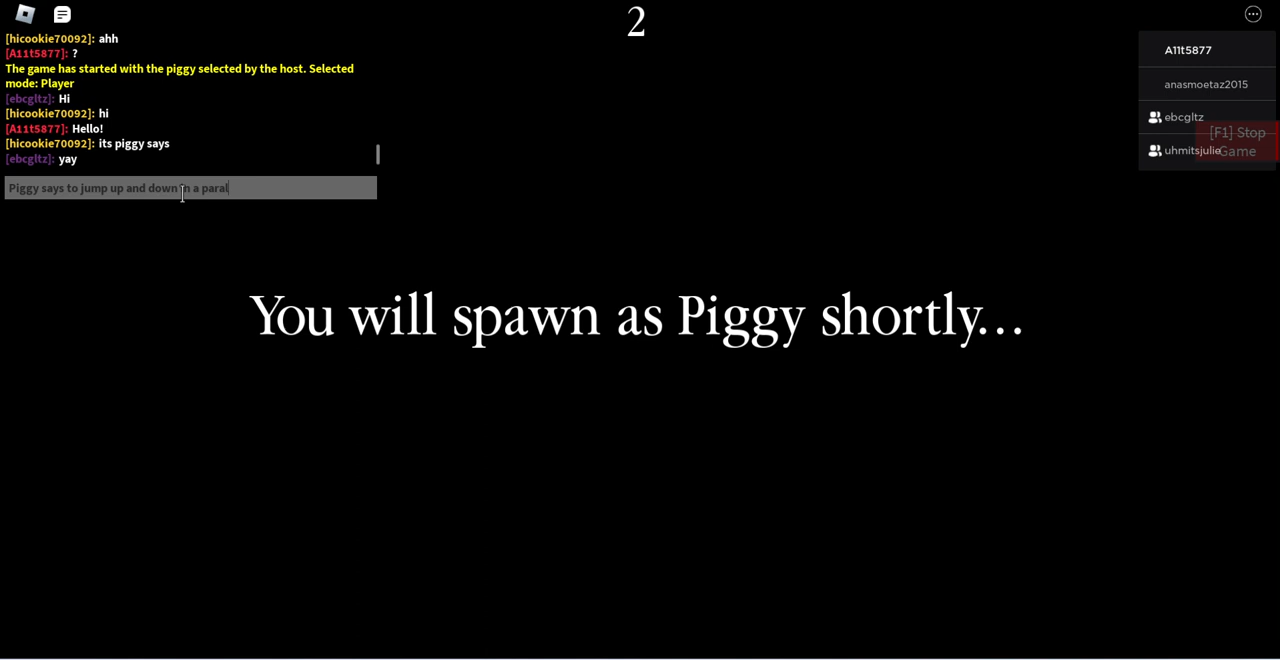 2
[hicookie70092]: ahh
[A11t5877]: ?
The game has started with the piggy selected by the host. Selected
mode: Player
[ebcgltz]: Hi
[hicookie70092]: hi
[A11t5877]: Hello!
[hicookie70092]: its piggy says
[ebcgltz]: yay
Piggy says to jump up and down in a paral
A11t5877
anasmoetaz2015
ebcgltz
uhmitsjulie
[F1] Stop
Game
You will spawn as Piggy shortly...